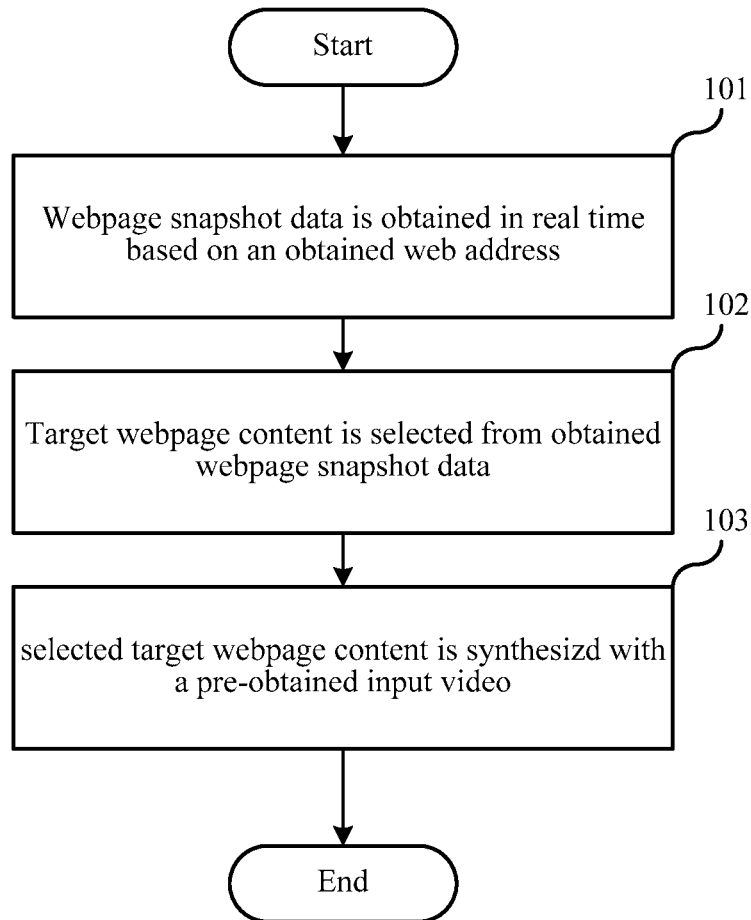 Start
101
Webpage snapshot data is obtained in real time
based on an obtained web address
102
Target webpage content is selected from obtained
webpage snapshot data
103
selected target webpage content is synthesizd with
a pre-obtained input video
End